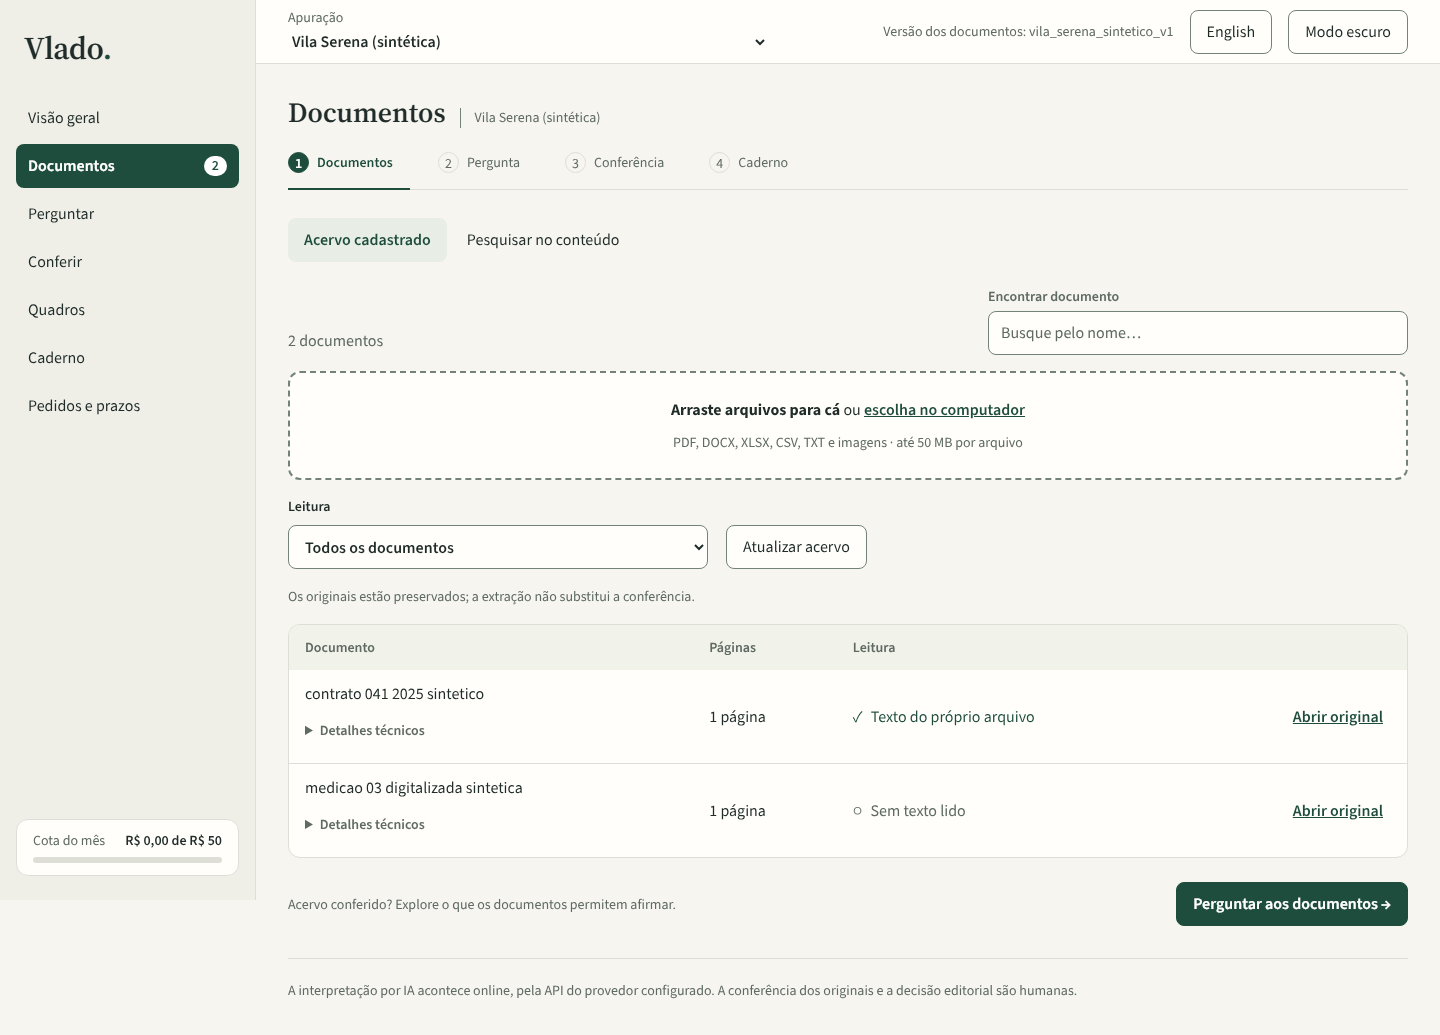 Vlado.
Visão geral
Documentos 2
Perguntar
Conferir
Quadros
Caderno
Pedidos e prazos
Cota do mês R$ 0,00 de R$ 50
Apuração
Vila Serena (sintética)
Versão dos documentos: vila_serena_sintetico_v1
English
Modo escuro
Documentos
Vila Serena (sintética)
1 Documentos
2 Pergunta
3 Conferência
4 Caderno
Acervo cadastrado
Pesquisar no conteúdo
2 documentos
Encontrar documento
Busque pelo nome…
Arraste arquivos para cá ou escolha no computador
PDF, DOCX, XLSX, CSV, TXT e imagens · até 50 MB por arquivo
Leitura
Todos os documentos
Atualizar acervo
Os originais estão preservados; a extração não substitui a conferência.
Documento Páginas Leitura
contrato 041 2025 sintetico
Detalhes técnicos
1 página
✓ Texto do próprio arquivo
Abrir original
medicao 03 digitalizada sintetica
Detalhes técnicos
1 página
○ Sem texto lido
Abrir original
Acervo conferido? Explore o que os documentos permitem afirmar.
Perguntar aos documentos →
A interpretação por IA acontece online, pela API do provedor configurado. A conferência dos originais e a decisão editorial são humanas.